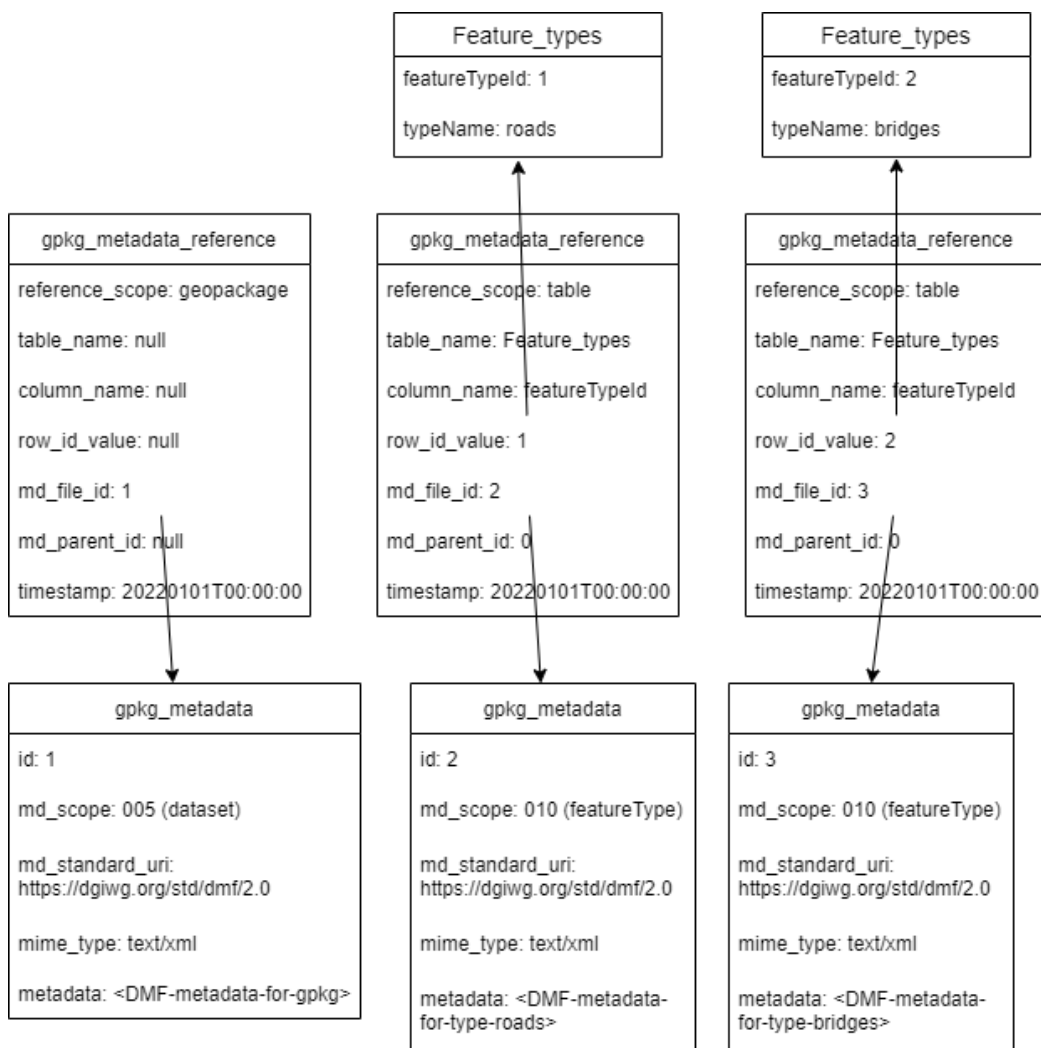 Feature_types
featureTypeId: 1
typeName: roads
Feature_types
featureTypeId: 2
typeName: bridges
gpkg_metadata_reference
reference_scope: geopackage
table_name: null
column_name: null
row_id_value: null
md_file_id: 1
md_parent_id: null
timestamp: 20220101T00:00:00
gpkg_metadata_reference
reference_scope: table
table_name: Feature_types
column_name: featureTypeId
row_id_value: 1
md_file_id: 2
md_parent_id: 0
timestamp: 20220101T00:00:00
gpkg_metadata_reference
reference_scope: table
table_name: Feature_types
column_name: featureTypeId
row_id_value: 2
md_file_id: 3
md_parent_id: 0
timestamp: 20220101T00:00:00
gpkg_metadata
id: 1
md_scope: 005 (dataset)
md_standard_uri:
https://dgiwg.org/std/dmf/2.0
mime_type: text/xml
metadata: <DMF-metadata-for-gpkg>
gpkg_metadata
id: 2
md_scope: 010 (featureType)
md_standard_uri:
https://dgiwg.org/std/dmf/2.0
mime_type: text/xml
metadata: <DMF-metadata-
for-type-roads>
gpkg_metadata
id: 3
md_scope: 010 (featureType)
md_standard_uri:
https://dgiwg.org/std/dmf/2.0
mime_type: text/xml
metadata: <DMF-metadata-
for-type-bridges>